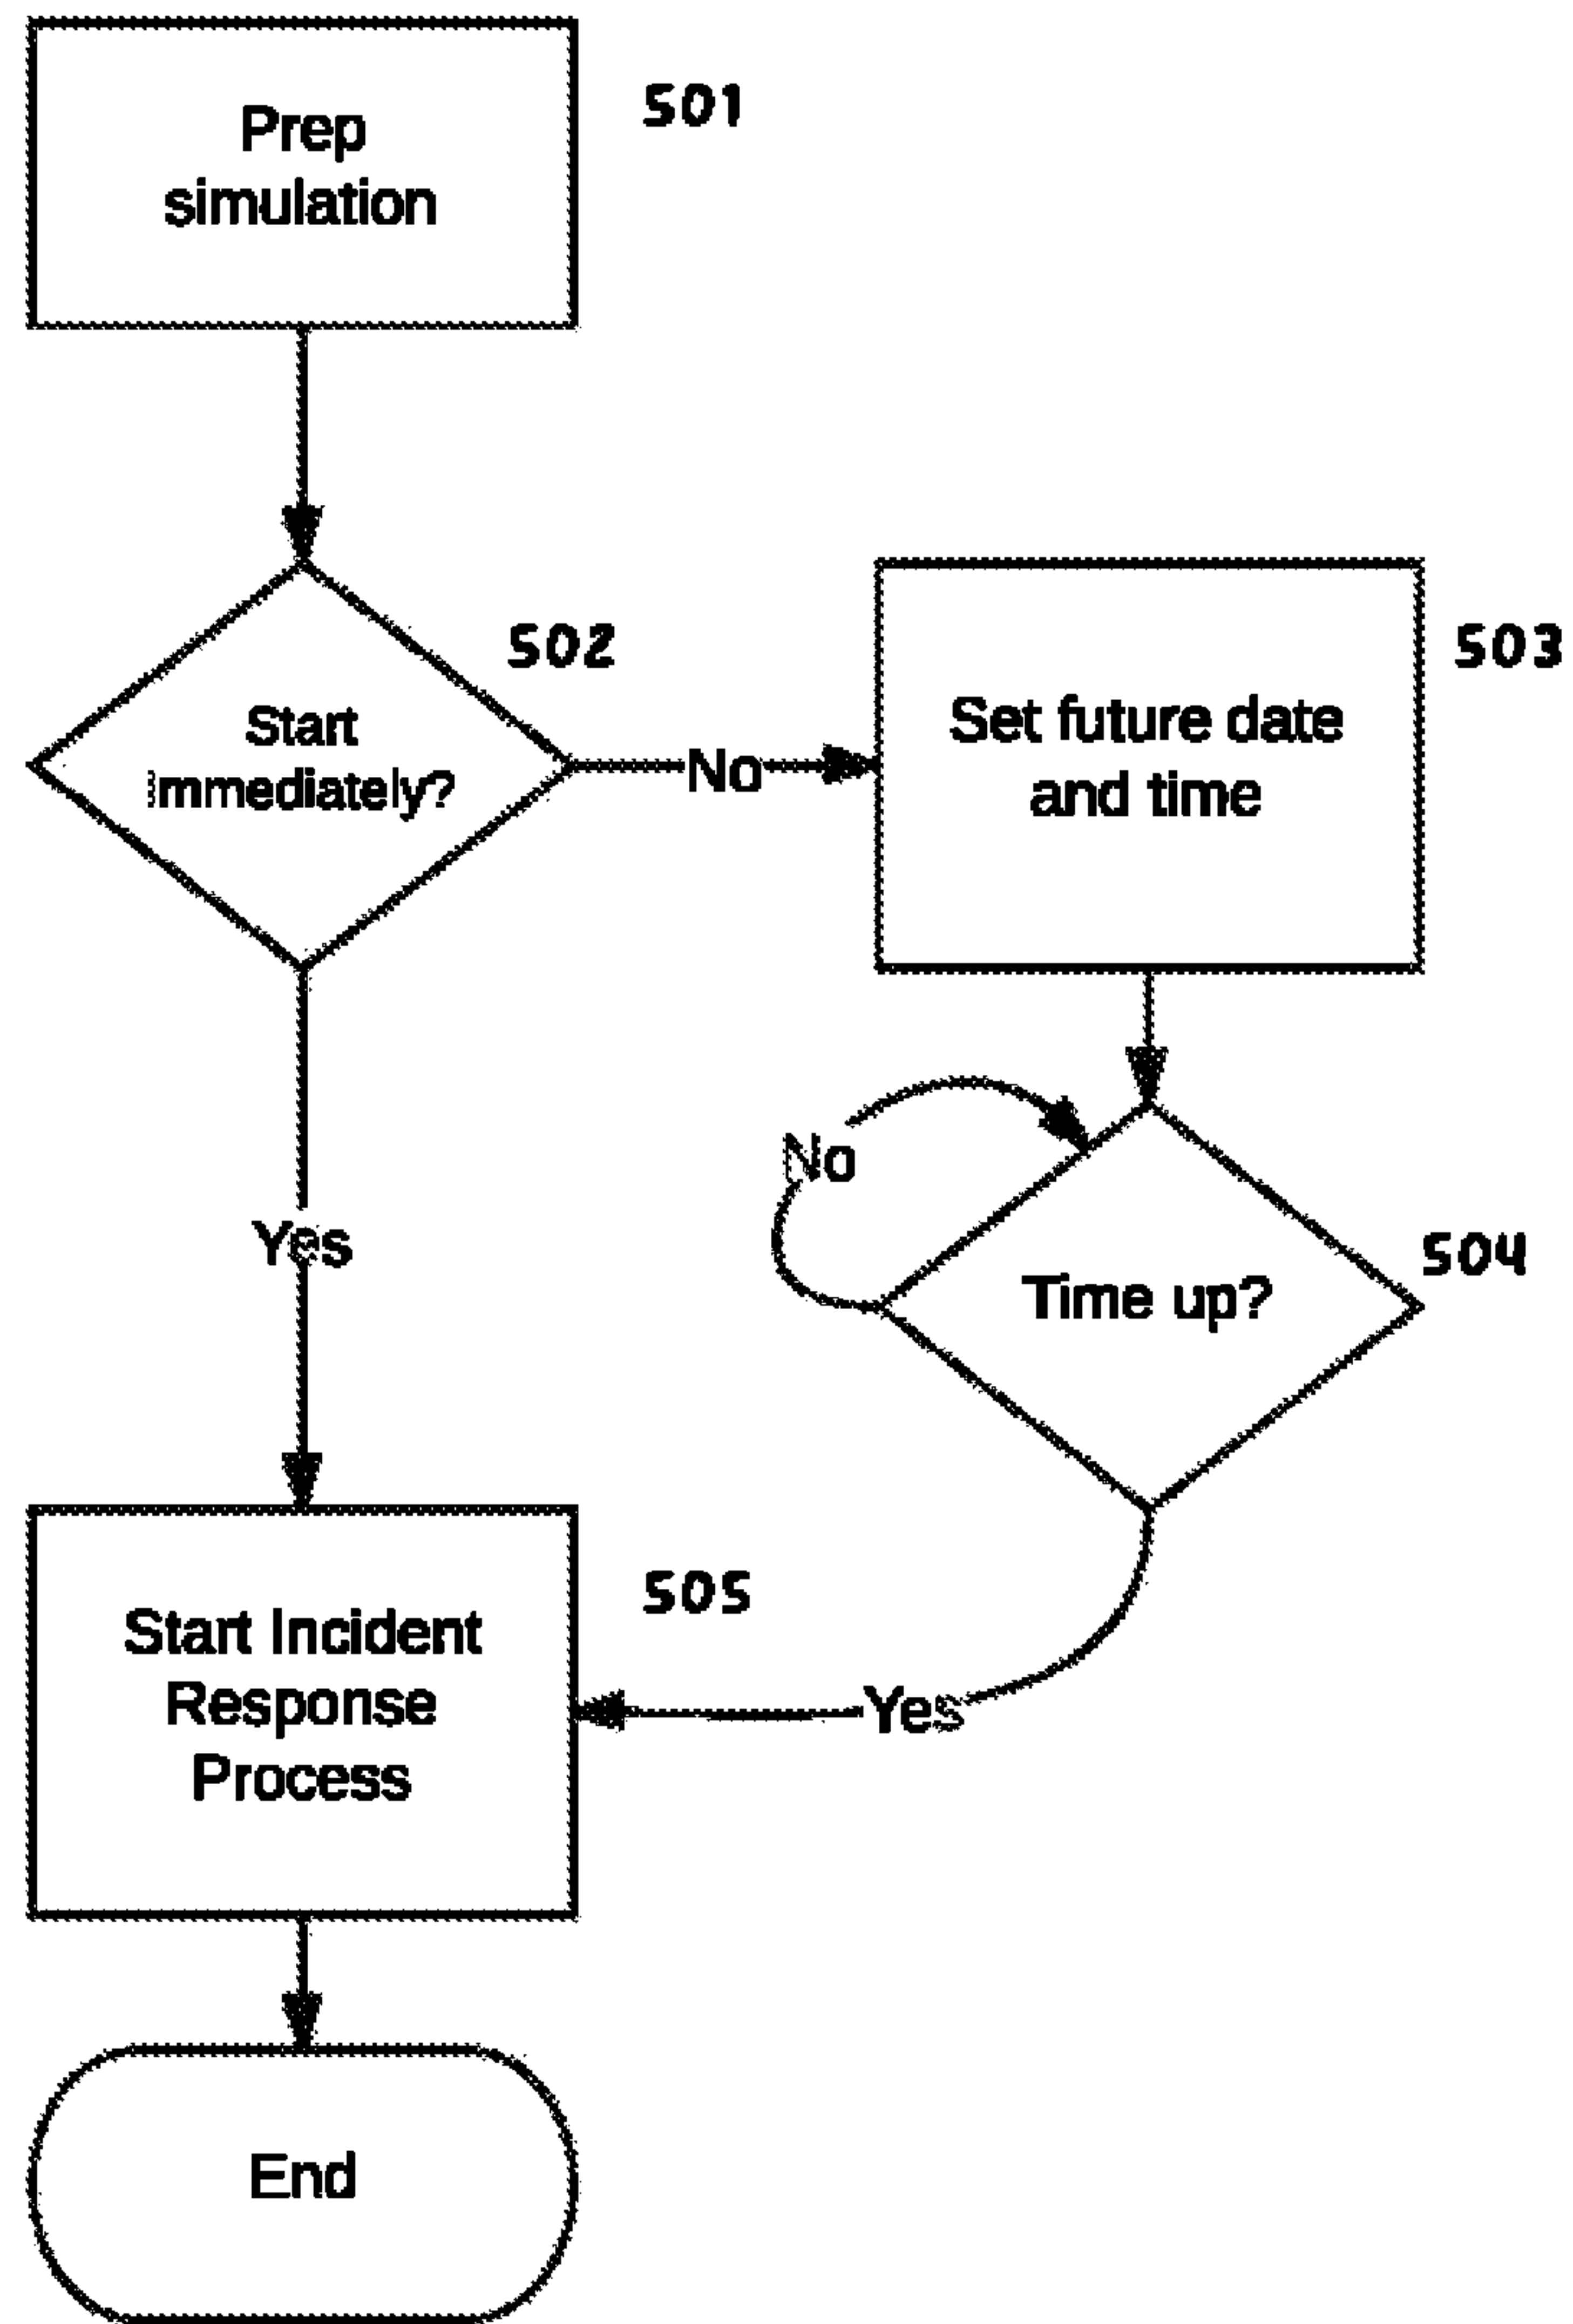 Prep
simulation
501
Start
immediately?
502
No
Set future date
and time
503
No
Time up?
504
Yes
Start Incident
Response
Process
505
Yes
End